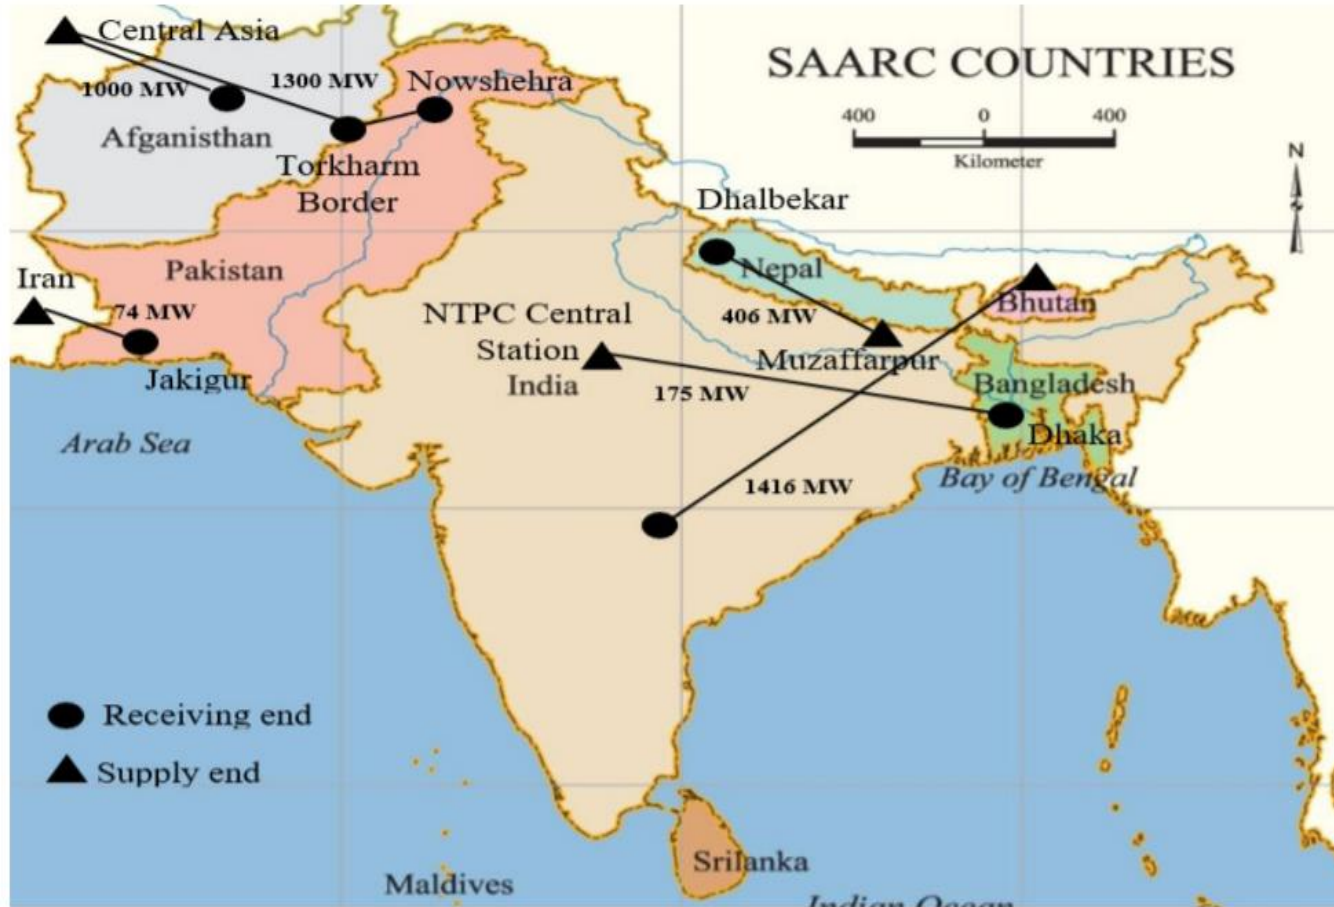 SAARC COUNTRIES
400
0
400
Kilometer
N
Central Asia
1300 MW
Nowshehra
1000 MW
Afganisthan
Torkharm
Border
Dhalbekar
Pakistan
Nepal
Iran
74 MW
Bhutan
NTPC Central
Station
India
406 MW
Muzaffarpur
Jakigur
175 MW
Bangladesh
Dhaka
Arab Sea
Bay of Bengal
1416 MW
Receiving end
Supply end
Srilanka
Maldives
Indian Ocean